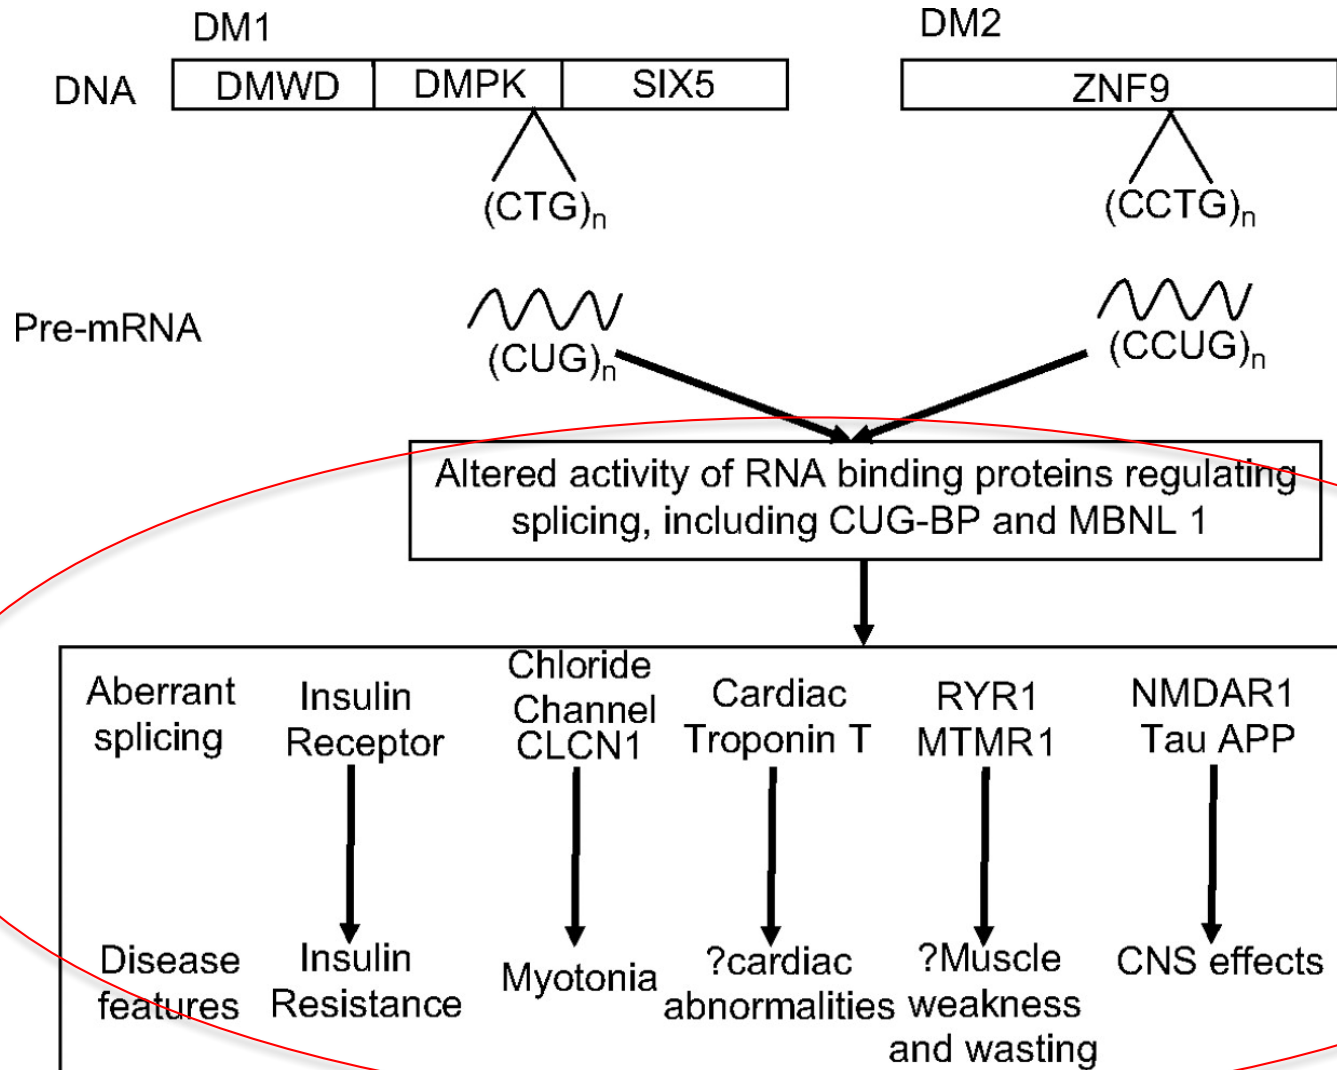 DM1
DM2
DNA
DMWD DMPK SIX5
ZNF9
(CTG)n
(CCTG)n
Pre-mRNA
(CUG)n
(CCUG)n
Altered activity of RNA binding proteins regulating
splicing, including CUG-BP and MBNL 1
Aberrant
splicing
Insulin
Receptor
Chloride
Channel
CLCN1
Cardiac
Troponin T
RYR1
MTMR1
NMDAR1
Tau APP
Disease
features
Insulin
Resistance
Myotonia
?cardiac
abnormalities
?Muscle
weakness
and wasting
CNS effects